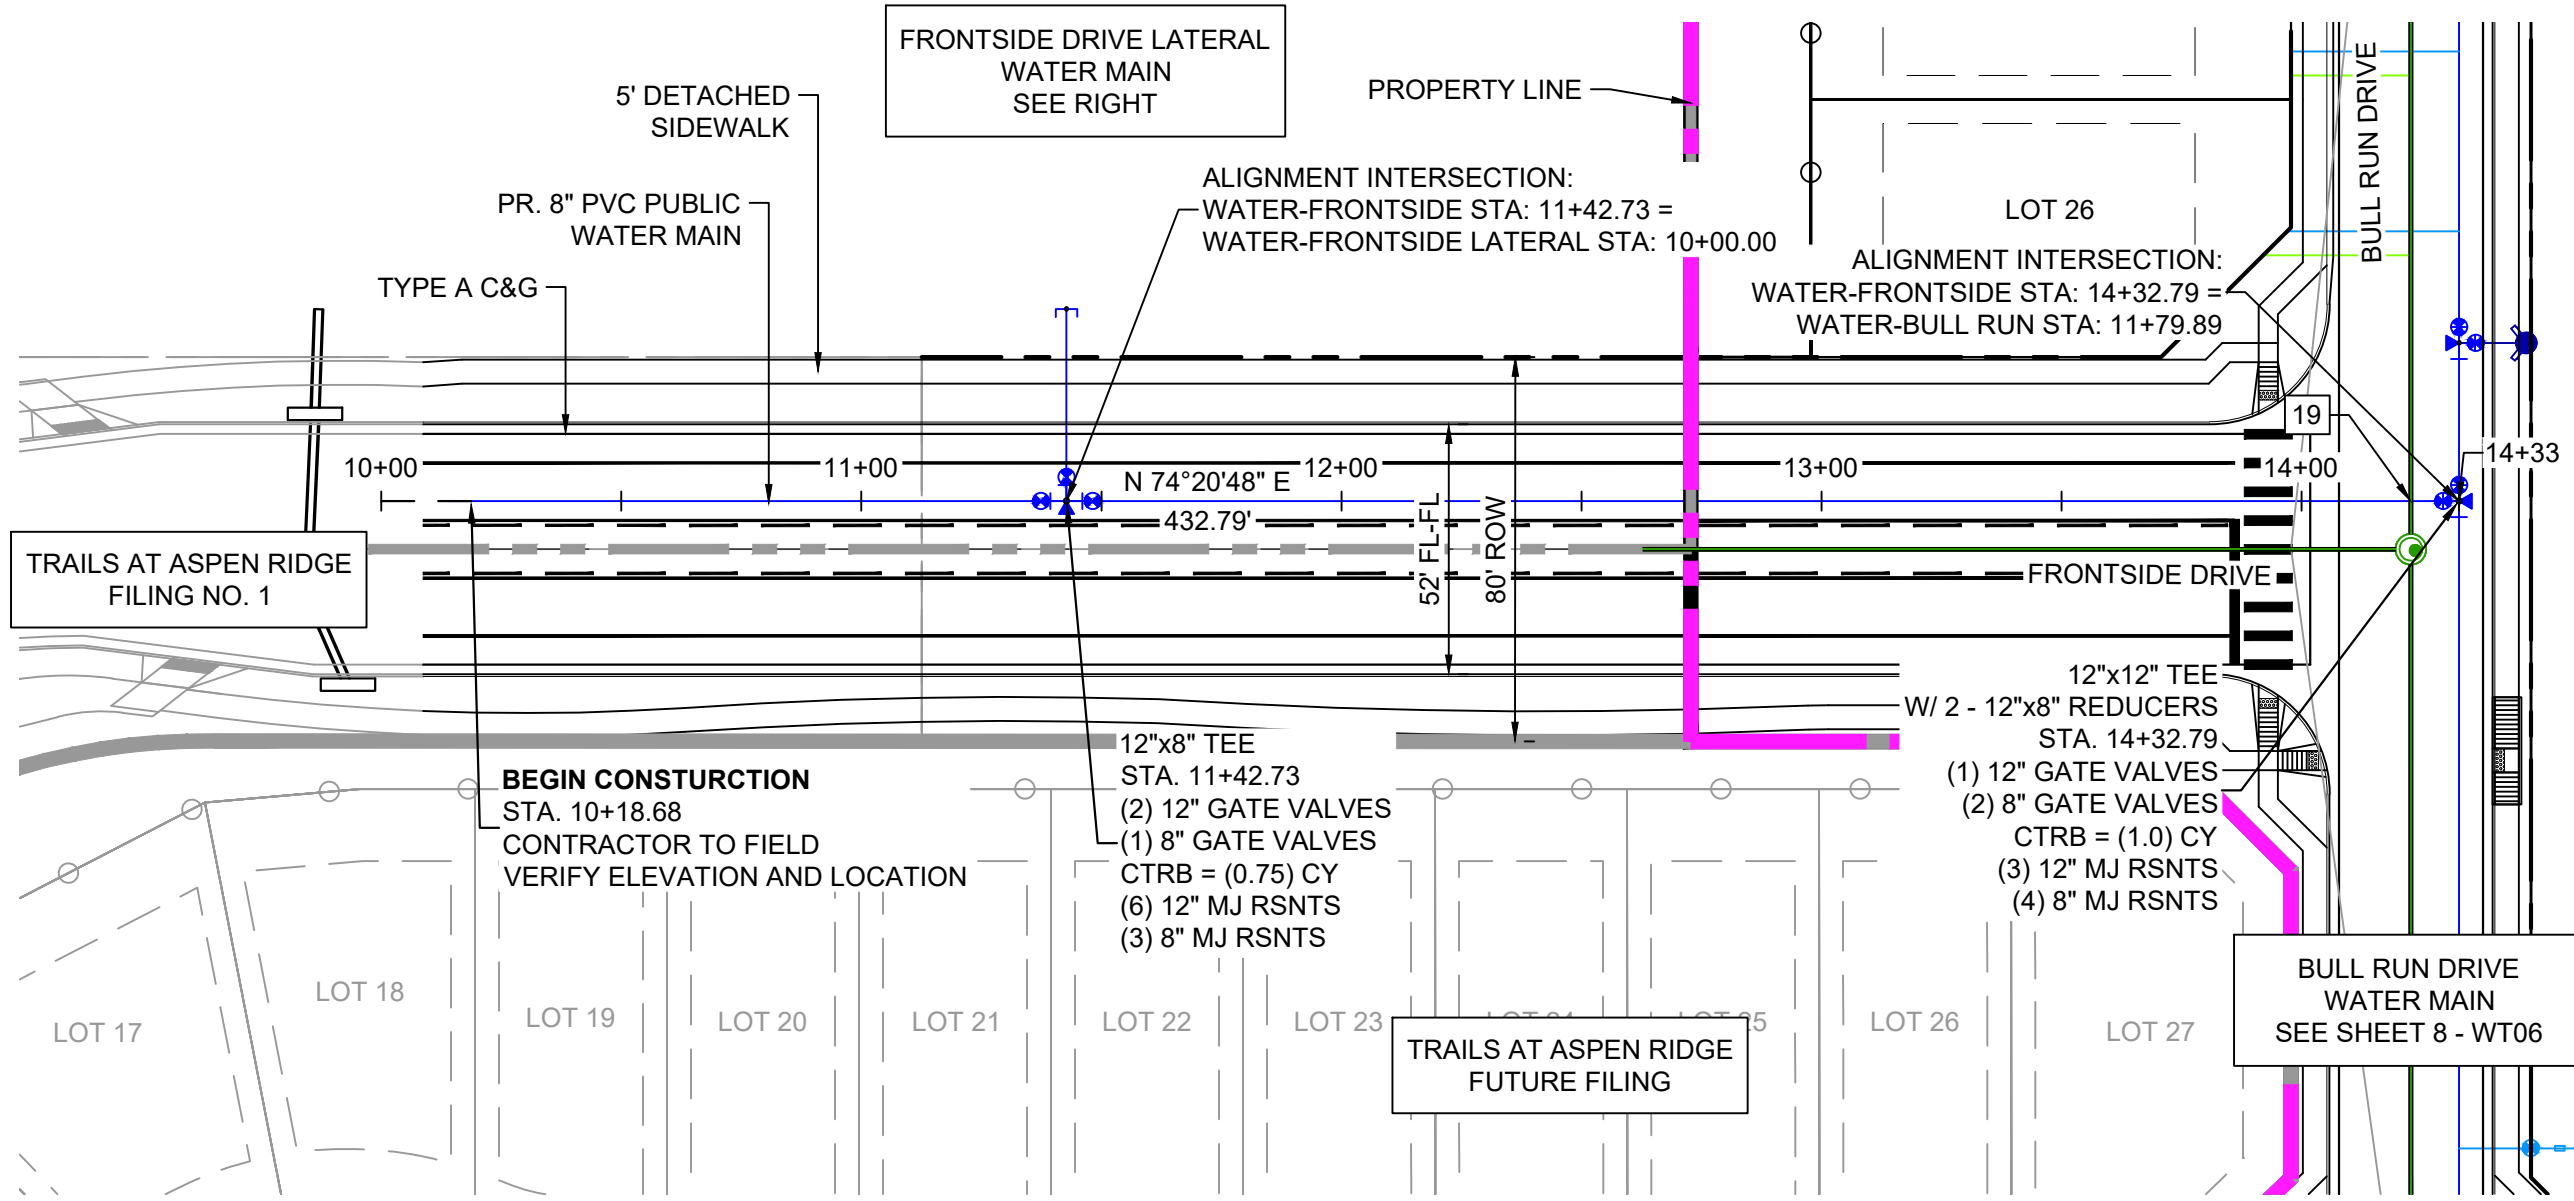 FRONTSIDE DRIVE LATERAL
WATER MAIN
SEE RIGHT
5' DETACHED
SIDEWALK
PROPERTY LINE
BULL RUN DRIVE
PR. 8" PVC PUBLIC
WATER MAIN
ALIGNMENT INTERSECTION:
WATER-FRONTSIDE STA: 11+42.73 =
WATER-FRONTSIDE LATERAL STA: 10+00.00
LOT 26
ALIGNMENT INTERSECTION:
WATER-FRONTSIDE STA: 14+32.79 =
WATER-BULL RUN STA: 11+79.89
TYPE A C&G
19
14+33
10+00
11+00
12+00
13+00
14+00
N 74°20'48" E
432.79'
52' FL-FL
80' ROW
TRAILS AT ASPEN RIDGE
FILING NO. 1
FRONTSIDE DRIVE
12"x12" TEE
W/ 2 - 12"x8" REDUCERS
STA. 14+32.79
(1) 12" GATE VALVES
(2) 8" GATE VALVES
CTRB = (1.0) CY
(3) 12" MJ RSNTS
(4) 8" MJ RSNTS
12"x8" TEE
STA. 11+42.73
(2) 12" GATE VALVES
(1) 8" GATE VALVES
CTRB = (0.75) CY
(6) 12" MJ RSNTS
(3) 8" MJ RSNTS
BEGIN CONSTURCTION
STA. 10+18.68
CONTRACTOR TO FIELD
VERIFY ELEVATION AND LOCATION
BULL RUN DRIVE
WATER MAIN
SEE SHEET 8 - WT06
LOT 17
LOT 18
LOT 19
LOT 20
LOT 21
LOT 22
LOT 23
25
LOT 26
LOT 27
TRAILS AT ASPEN RIDGE
FUTURE FILING